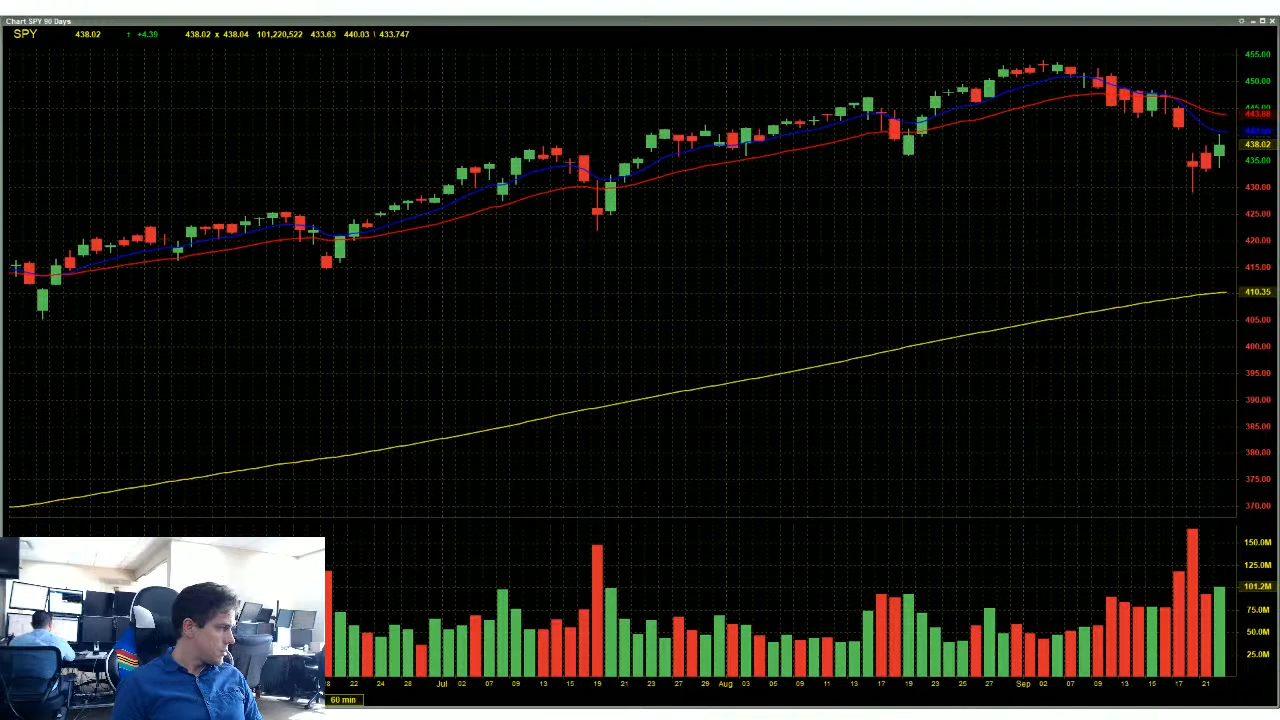 Chart SPY 90 Days
SPY 438.02 ↑ +4.39 438.02 x 438.04 101,220,522 433.63 440.03 \ 433.747
455.00
450.00
445.00
443.88
438.02
435.00
430.00
425.00
420.00
415.00
410.35
405.00
400.00
395.00
390.00
385.00
380.00
375.00
370.00
150.0M
125.0M
101.2M
75.0M
50.0M
25.0M
22 24 28 Jul 02 07 09 13 15 19 21 23 27 29 Aug 03 05 09 11 13 17 19 23 25 27 Sep 02 07 09 13 15 17 21
60 min